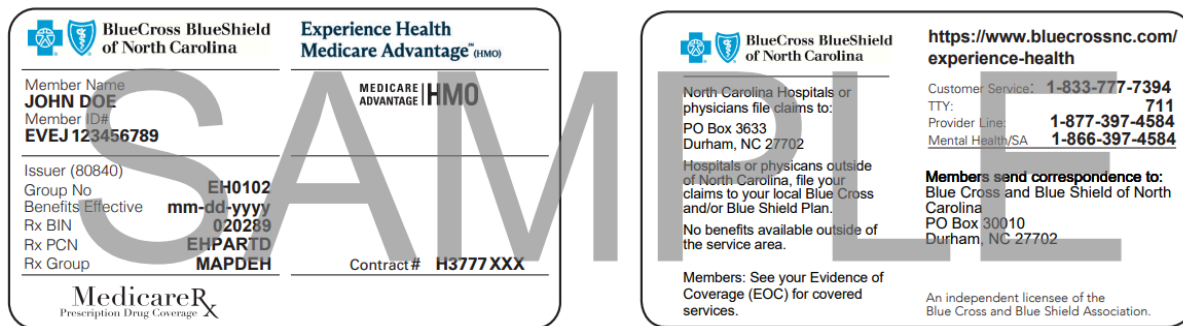 BlueCross BlueShield
of North Carolina
Experience Health
Medicare Advantage℠ (HMO)
Member Name
JOHN DOE
Member ID#
EVEJ 123456789
MEDICARE
ADVANTAGE
HMO
Issuer (80840)
Group No EH0102
Benefits Effective mm-dd-yyyy
Rx BIN 020289
Rx PCN EHPARTD
Rx Group MAPDEH
Contract # H3777 XXX
MedicareRx
Prescription Drug Coverage
BlueCross BlueShield
of North Carolina
North Carolina Hospitals or
physicians file claims to:
PO Box 3633
Durham, NC 27702
Hospitals or physicans outside
of North Carolina, file your
claims to your local Blue Cross
and/or Blue Shield Plan.
No benefits available outside of
the service area.
Members: See your Evidence of
Coverage (EOC) for covered
services.
https://www.bluecrossnc.com/
experience-health
Customer Service: 1-833-777-7394
TTY: 711
Provider Line: 1-877-397-4584
Mental Health/SA 1-866-397-4584
Members send correspondence to:
Blue Cross and Blue Shield of North
Carolina
PO Box 30010
Durham, NC 27702
An independent licensee of the
Blue Cross and Blue Shield Association.
SAMPLE